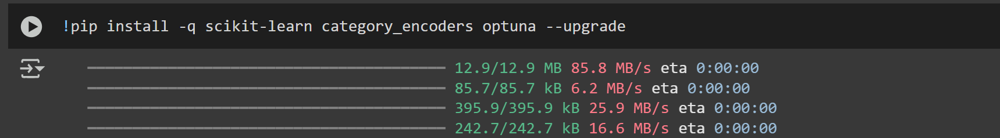 !pip install -q scikit-learn category_encoders optuna --upgrade
12.9/12.9 MB 85.8 MB/s eta 0:00:00
85.7/85.7 kB 6.2 MB/s eta 0:00:00
395.9/395.9 kB 25.9 MB/s eta 0:00:00
242.7/242.7 kB 16.6 MB/s eta 0:00:00